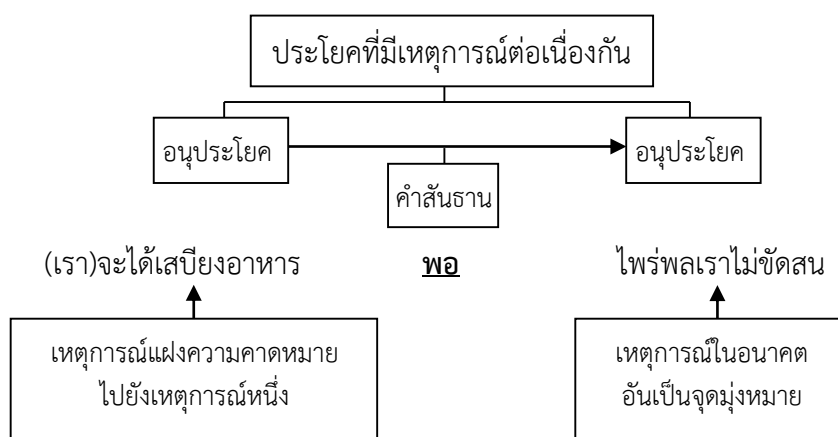 ประโยคที่มีเหตุการณ์ต่อเนื่องกัน
อนุประโยค
อนุประโยค
คำสันธาน
(เรา)จะได้เสบียงอาหาร พอ ไพร่พลเราไม่ขัดสน
เหตุการณ์แฝงความคาดหมาย
ไปยังเหตุการณ์หนึ่ง
เหตุการณ์ในอนาคต
อันเป็นจุดมุ่งหมาย